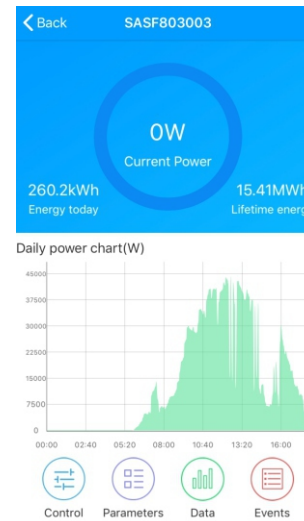 Back SASF803003
0W
Current Power
260.2kWh 15.41MWh
Energy today Lifetime energ
Daily power chart(W)
45000
37500
30000
22500
15000
7500
0
00:00 02:40 05:20 08:00 10:40 13:20 16:00
Control Parameters Data Events